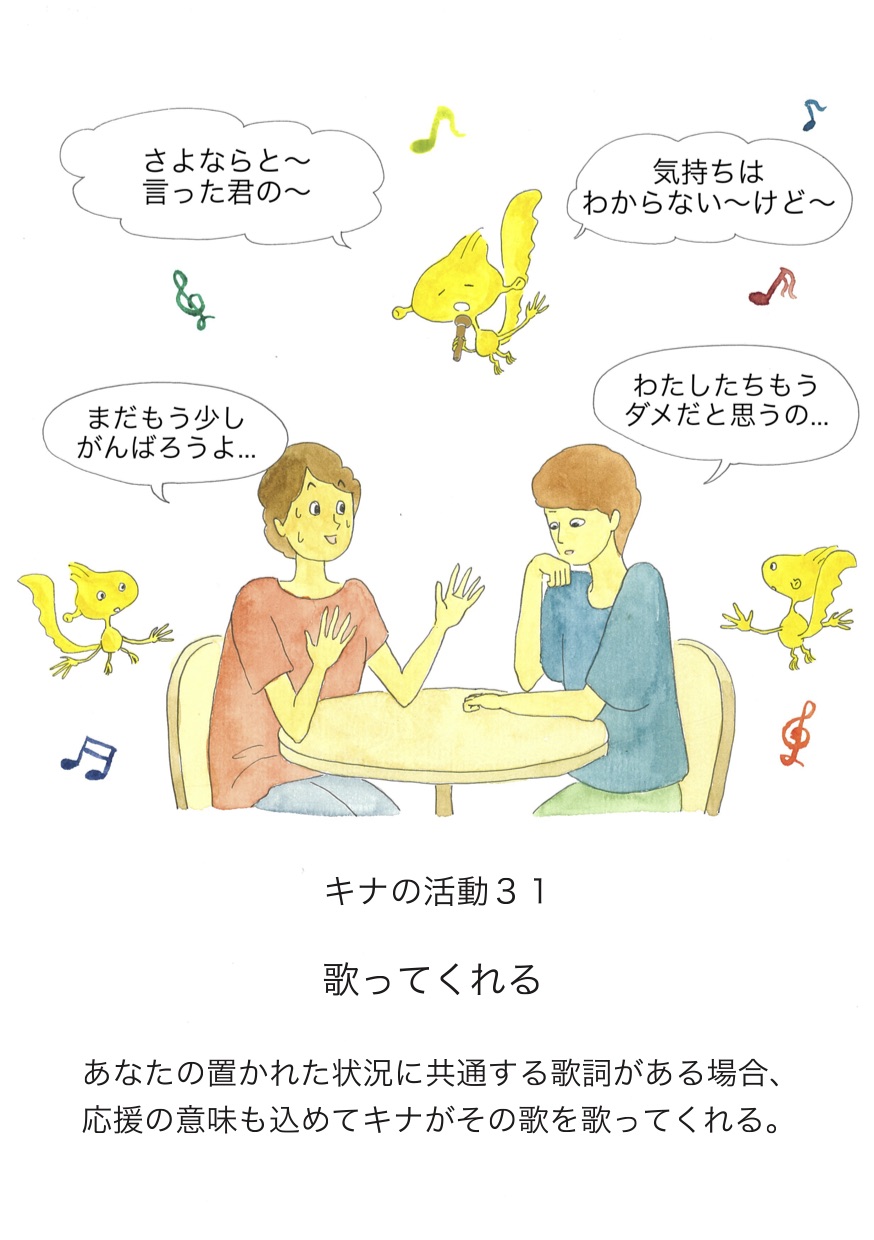 さよならと〜
言った君の〜
気持ちは
わからない〜けど〜
まだもう少し
がんばろうよ...
わたしたちもう
ダメだと思うの...
キナの活動３１
歌ってくれる
あなたの置かれた状況に共通する歌詞がある場合、
応援の意味も込めてキナがその歌を歌ってくれる。